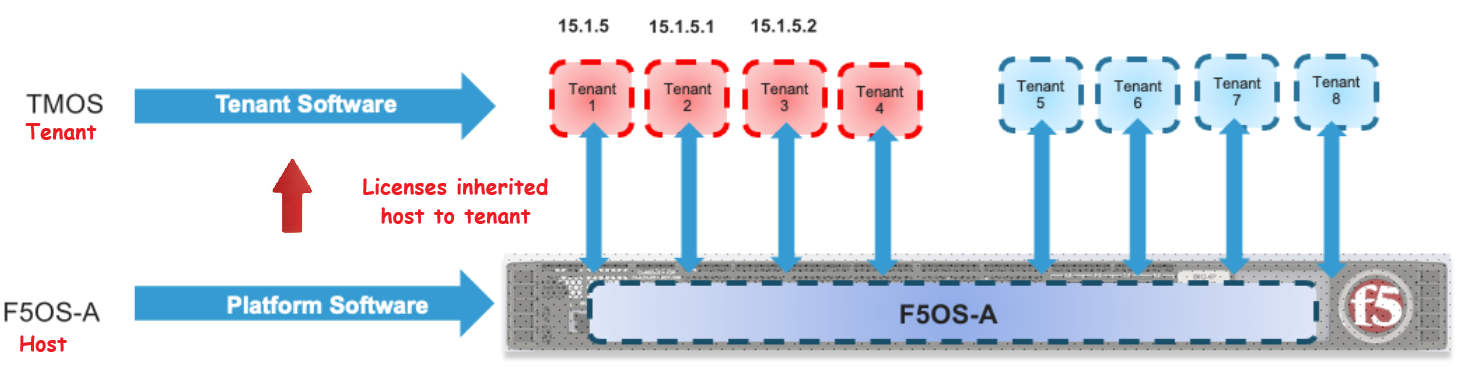 15.1.5
15.1.5.1
15.1.5.2
TMOS
Tenant
Tenant Software
Tenant
1
Tenant
2
Tenant
3
Tenant
4
Tenant
5
Tenant
6
Tenant
7
Tenant
8
Licenses inherited
host to tenant
F5OS-A
Host
Platform Software
F5OS-A
f5